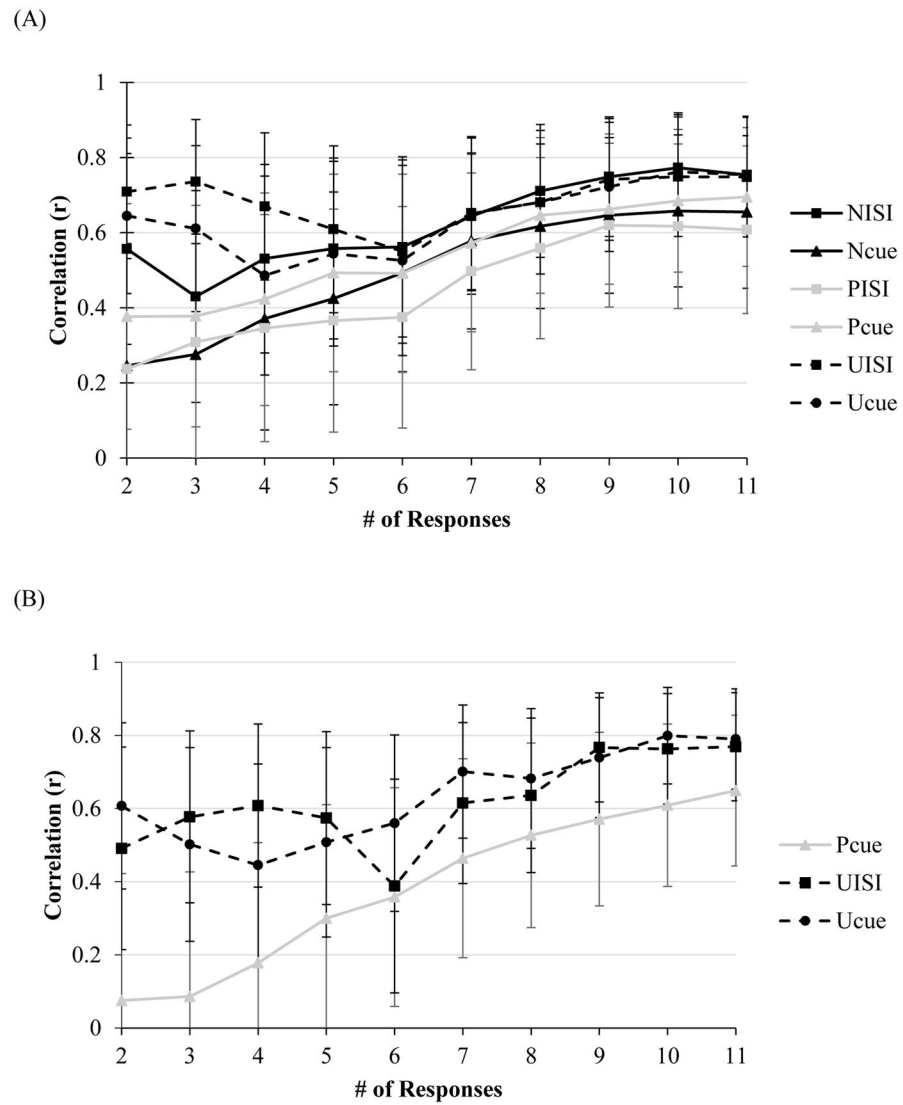 (A)
1
0.8
0.6
0.4
0.2
0
Correlation (r)
2 3 4 5 6 7 8 9 10 11
# of Responses
NISI
Ncue
PISI
Pcue
UISI
Ucue
(B)
1
0.8
0.6
0.4
0.2
0
Correlation (r)
2 3 4 5 6 7 8 9 10 11
# of Responses
Pcue
UISI
Ucue